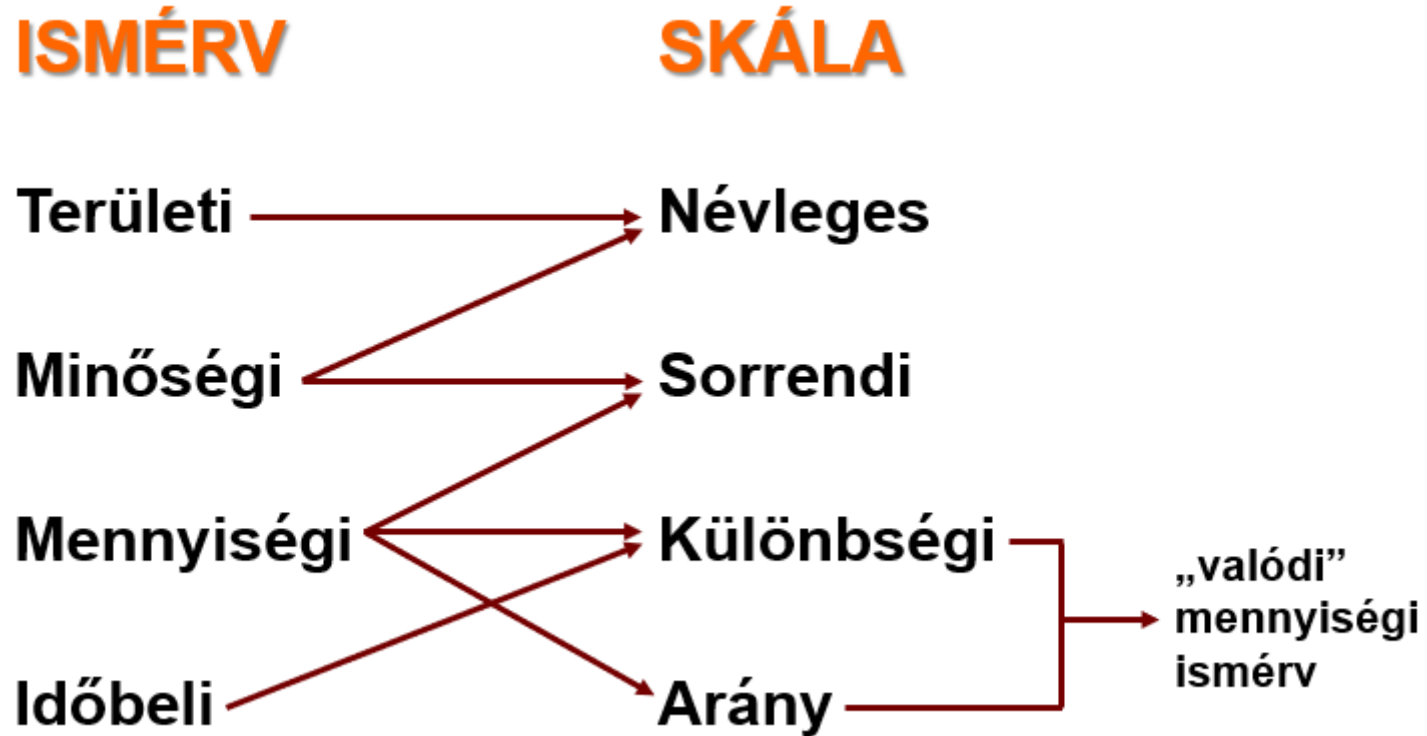 ISMÉRV SKÁLA
Területi Névleges
Minőségi Sorrendi
Mennyiségi Különbségi
„valódi”
mennyiségi
ismérv
Időbeli Arány